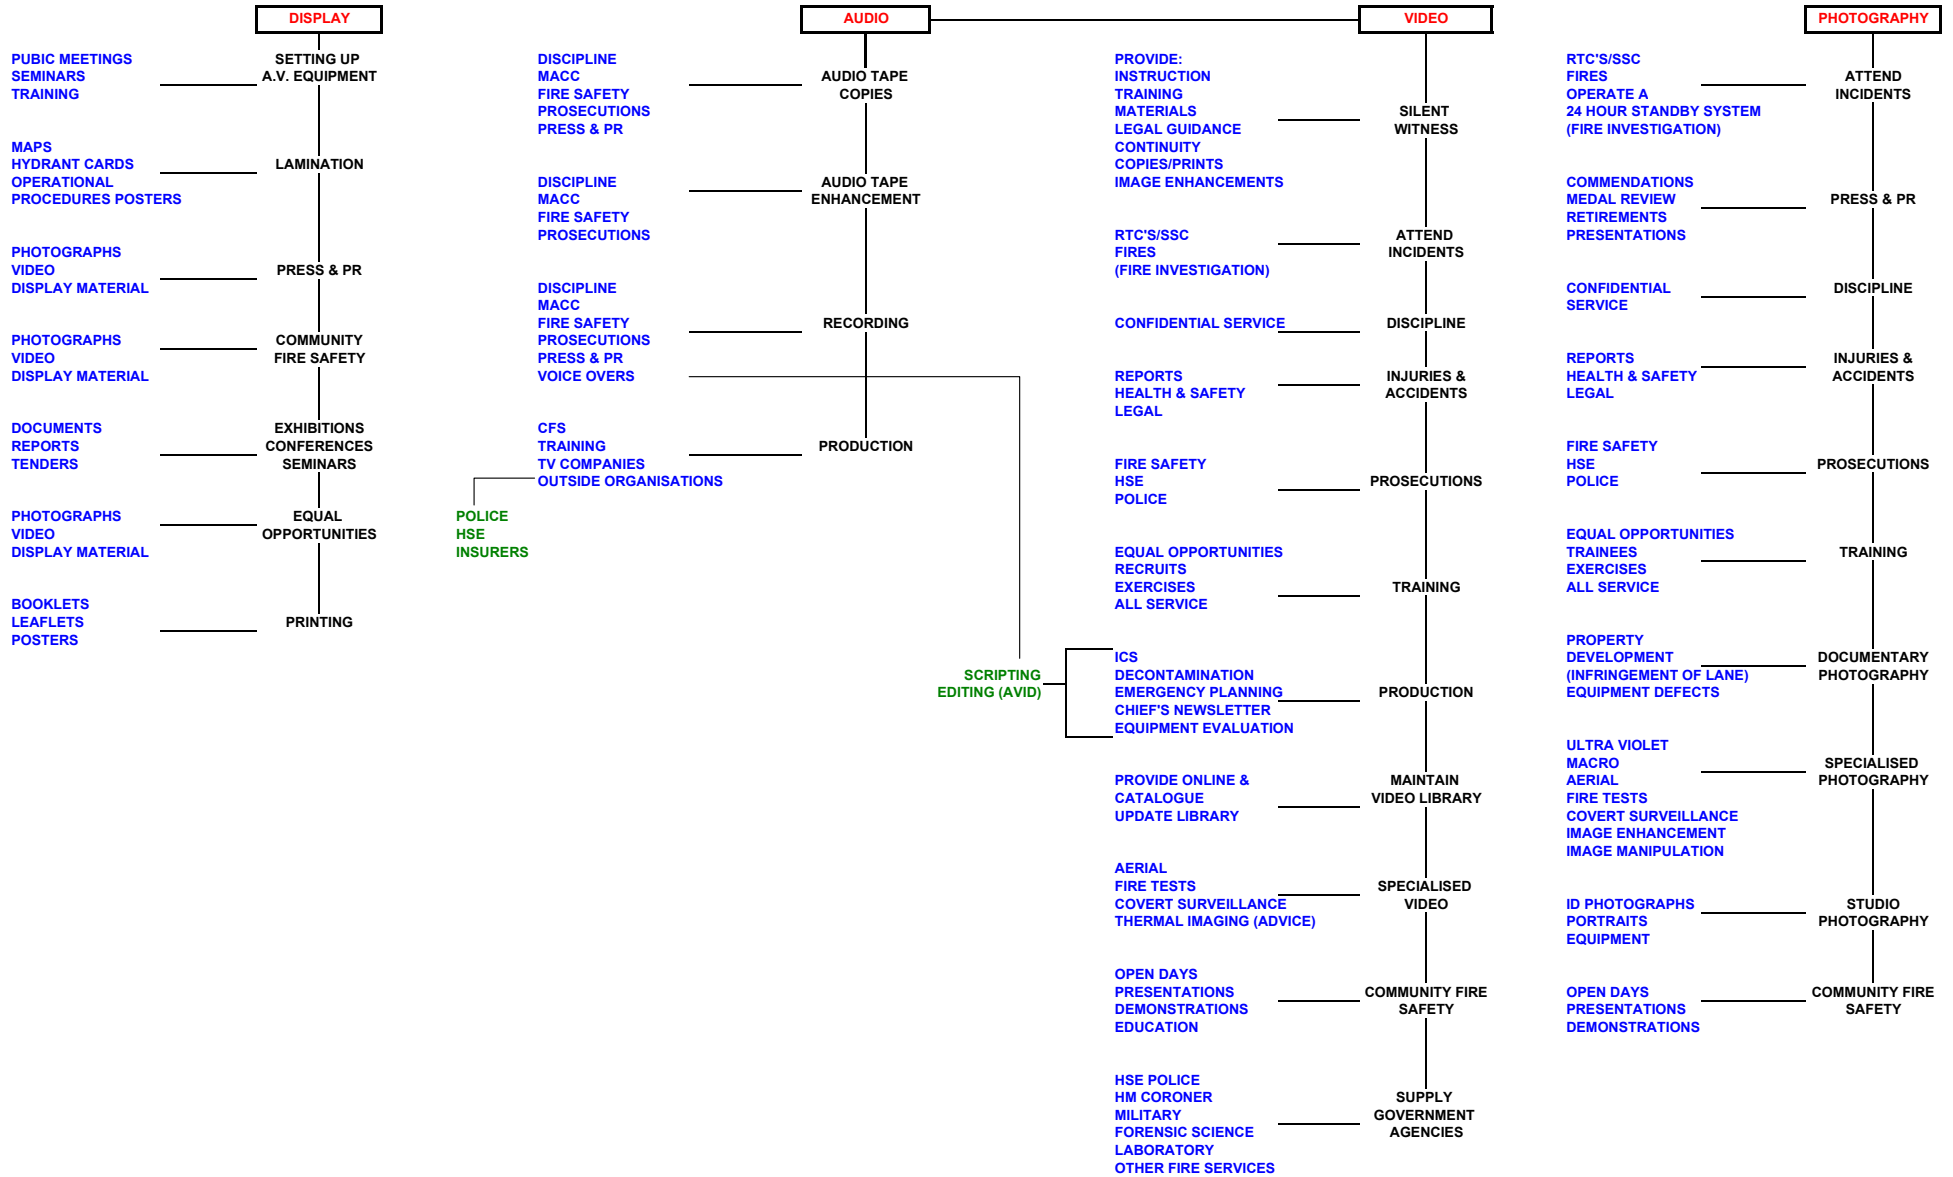 DISPLAY
PUBIC MEETINGS
SEMINARS
TRAINING
SETTING UP
A.V. EQUIPMENT
MAPS
HYDRANT CARDS
OPERATIONAL
PROCEDURES POSTERS
LAMINATION
PHOTOGRAPHS
VIDEO
DISPLAY MATERIAL
PRESS & PR
PHOTOGRAPHS
VIDEO
DISPLAY MATERIAL
COMMUNITY
FIRE SAFETY
DOCUMENTS
REPORTS
TENDERS
EXHIBITIONS
CONFERENCES
SEMINARS
PHOTOGRAPHS
VIDEO
DISPLAY MATERIAL
EQUAL
OPPORTUNITIES
BOOKLETS
LEAFLETS
POSTERS
PRINTING
AUDIO
DISCIPLINE
MACC
FIRE SAFETY
PROSECUTIONS
PRESS & PR
AUDIO TAPE
COPIES
DISCIPLINE
MACC
FIRE SAFETY
PROSECUTIONS
AUDIO TAPE
ENHANCEMENT
DISCIPLINE
MACC
FIRE SAFETY
PROSECUTIONS
PRESS & PR
VOICE OVERS
RECORDING
CFS
TRAINING
TV COMPANIES
OUTSIDE ORGANISATIONS
PRODUCTION
POLICE
HSE
INSURERS
VIDEO
PROVIDE:
INSTRUCTION
TRAINING
MATERIALS
LEGAL GUIDANCE
CONTINUITY
COPIES/PRINTS
IMAGE ENHANCEMENTS
SILENT
WITNESS
RTC'S/SSC
FIRES
(FIRE INVESTIGATION)
ATTEND
INCIDENTS
CONFIDENTIAL SERVICE
DISCIPLINE
REPORTS
HEALTH & SAFETY
LEGAL
INJURIES &
ACCIDENTS
FIRE SAFETY
HSE
POLICE
PROSECUTIONS
EQUAL OPPORTUNITIES
RECRUITS
EXERCISES
ALL SERVICE
TRAINING
SCRIPTING
EDITING (AVID)
ICS
DECONTAMINATION
EMERGENCY PLANNING
CHIEF'S NEWSLETTER
EQUIPMENT EVALUATION
PRODUCTION
PROVIDE ONLINE &
CATALOGUE
UPDATE LIBRARY
MAINTAIN
VIDEO LIBRARY
AERIAL
FIRE TESTS
COVERT SURVEILLANCE
THERMAL IMAGING (ADVICE)
SPECIALISED
VIDEO
OPEN DAYS
PRESENTATIONS
DEMONSTRATIONS
EDUCATION
COMMUNITY FIRE
SAFETY
HSE POLICE
HM CORONER
MILITARY
FORENSIC SCIENCE
LABORATORY
OTHER FIRE SERVICES
SUPPLY
GOVERNMENT
AGENCIES
PHOTOGRAPHY
RTC'S/SSC
FIRES
OPERATE A
24 HOUR STANDBY SYSTEM
(FIRE INVESTIGATION)
ATTEND
INCIDENTS
COMMENDATIONS
MEDAL REVIEW
RETIREMENTS
PRESENTATIONS
PRESS & PR
CONFIDENTIAL
SERVICE
DISCIPLINE
REPORTS
HEALTH & SAFETY
LEGAL
INJURIES &
ACCIDENTS
FIRE SAFETY
HSE
POLICE
PROSECUTIONS
EQUAL OPPORTUNITIES
TRAINEES
EXERCISES
ALL SERVICE
TRAINING
PROPERTY
DEVELOPMENT
(INFRINGEMENT OF LANE)
EQUIPMENT DEFECTS
DOCUMENTARY
PHOTOGRAPHY
ULTRA VIOLET
MACRO
AERIAL
FIRE TESTS
COVERT SURVEILLANCE
IMAGE ENHANCEMENT
IMAGE MANIPULATION
SPECIALISED
PHOTOGRAPHY
ID PHOTOGRAPHS
PORTRAITS
EQUIPMENT
STUDIO
PHOTOGRAPHY
OPEN DAYS
PRESENTATIONS
DEMONSTRATIONS
COMMUNITY FIRE
SAFETY